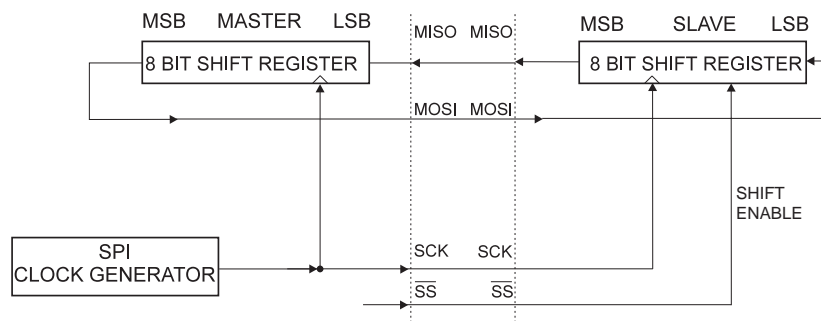 MSB MASTER LSB
MISO MISO
MSB SLAVE LSB
8 BIT SHIFT REGISTER
8 BIT SHIFT REGISTER
MOSI MOSI
SHIFT
ENABLE
SPI
CLOCK GENERATOR
SCK SCK
SS SS